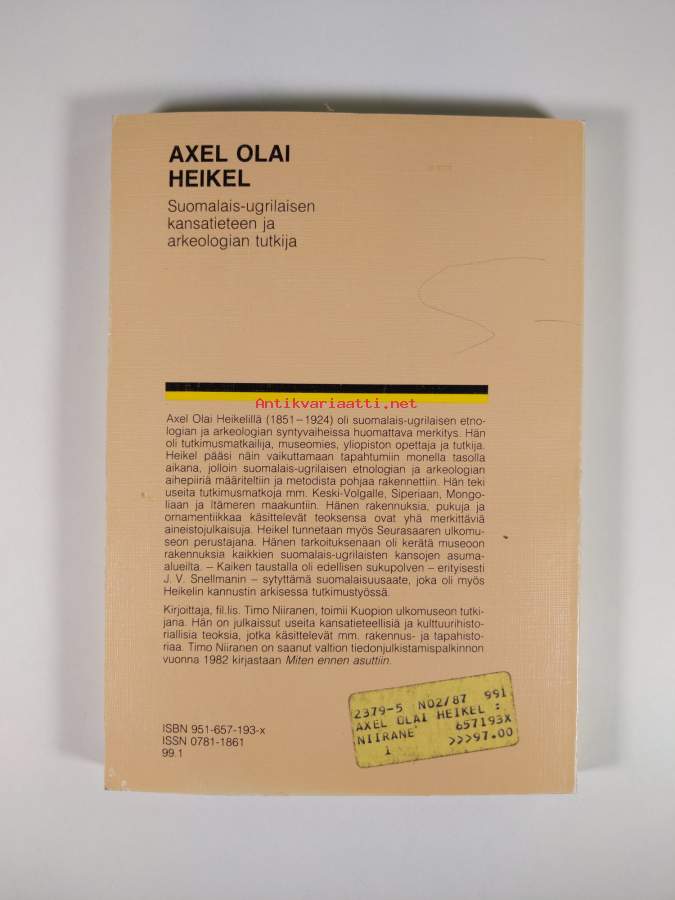 AXEL OLAI
HEIKEL
Suomalais-ugrilaisen
kansatieteen ja
arkeologian tutkija
Antikvariaatti.net
Axel Olai Heikelillä (1851–1924) oli suomalais-ugrilaisen etno-
logian ja arkeologian syntyvaiheissa huomattava merkitys. Hän
oli tutkimusmatkailija, museomies, yliopiston opettaja ja tutkija.
Heikel pääsi näin vaikuttamaan tapahtumiin monella tasolla
aikana, jolloin suomalais-ugrilaisen etnologian ja arkeologian
aihepiiriä määriteltiin ja metodista pohjaa rakennettiin. Hän teki
useita tutkimusmatkoja mm. Keski-Volgalle, Siperiaan, Mongo-
liaan ja Itämeren maakuntiin. Hänen rakennuksia, pukuja ja
ornamentiikkaa käsittelevät teoksensa ovat yhä merkittäviä
aineistojulkaisuja. Heikel tunnetaan myös Seurasaaren ulkomu-
seon perustajana. Hänen tarkoituksenaan oli kerätä museoon
rakennuksia kaikkien suomalais-ugrilaisten kansojen asuma-
alueilta. – Kaiken taustalla oli edellisen sukupolven – erityisesti
J. V. Snellmanin – sytyttämä suomalaisuusaate, joka oli myös
Heikelin kannustin arkisessa tutkimustyössä.
Kirjoittaja, fil.lis. Timo Niiranen, toimii Kuopion ulkomuseon tutki-
jana. Hän on julkaissut useita kansatieteellisiä ja kulttuurihisto-
riallisia teoksia, jotka käsittelevät mm. rakennus- ja tapahisto-
riaa. Timo Niiranen on saanut valtion tiedonjulkistamispalkinnon
vuonna 1982 kirjastaan Miten ennen asuttiin.
2379-5 N02/87 991
AXEL OLAI HEIKEL :
NIIRANE 657193X
1 >>>97.00
ISBN 951-657-193-x
ISSN 0781-1861
99.1